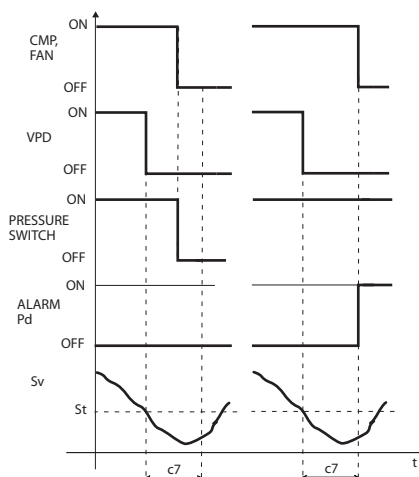 ON
CMP,
FAN
OFF
ON
VPD
OFF
ON
PRESSURE
SWITCH
OFF
ON
ALARM
Pd
OFF
Sv
St
t
c7
c7